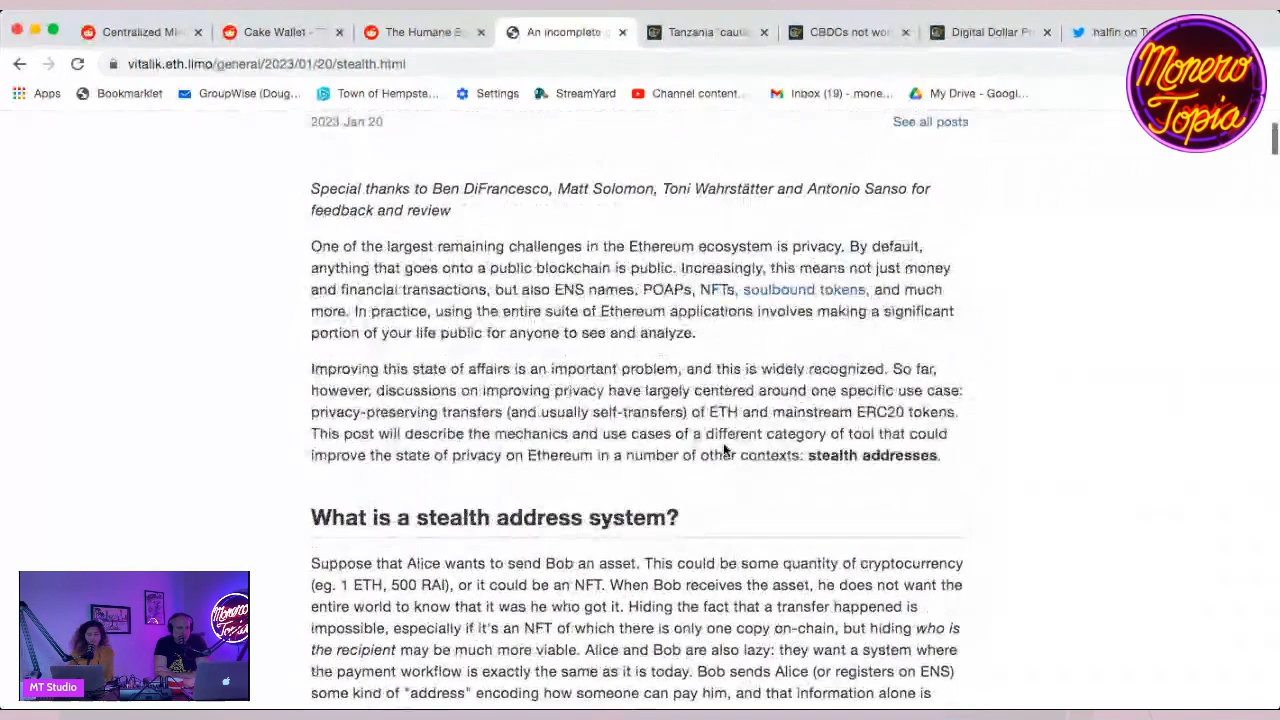 Centralized Mi
Cake Wallet -
The Humane E
An incomplete
Tanzania 'caut
CBDCs not wor
Digital Dollar P
halfin on Tw
vitalik.eth.limo/general/2023/01/20/stealth.html
Apps
Bookmarklet
GroupWise (Doug...
Town of Hempste...
Settings
StreamYard
Channel content...
Inbox (19) - mone...
My Drive - Googl...
Monero
Topia
2023 Jan 20
See all posts
Special thanks to Ben DiFrancesco, Matt Solomon, Toni Wahrstätter and Antonio Sanso for
feedback and review
One of the largest remaining challenges in the Ethereum ecosystem is privacy. By default,
anything that goes onto a public blockchain is public. Increasingly, this means not just money
and financial transactions, but also ENS names, POAPs, NFTs, soulbound tokens, and much
more. In practice, using the entire suite of Ethereum applications involves making a significant
portion of your life public for anyone to see and analyze.
Improving this state of affairs is an important problem, and this is widely recognized. So far,
however, discussions on improving privacy have largely centered around one specific use case:
privacy-preserving transfers (and usually self-transfers) of ETH and mainstream ERC20 tokens.
This post will describe the mechanics and use cases of a different category of tool that could
improve the state of privacy on Ethereum in a number of other contexts: stealth addresses.
What is a stealth address system?
Suppose that Alice wants to send Bob an asset. This could be some quantity of cryptocurrency
(eg. 1 ETH, 500 RAI), or it could be an NFT. When Bob receives the asset, he does not want the
entire world to know that it was he who got it. Hiding the fact that a transfer happened is
impossible, especially if it's an NFT of which there is only one copy on-chain, but hiding who is
the recipient may be much more viable. Alice and Bob are also lazy: they want a system where
the payment workflow is exactly the same as it is today. Bob sends Alice (or registers on ENS)
some kind of "address" encoding how someone can pay him, and that information alone is
Monero
Topia
MT Studio